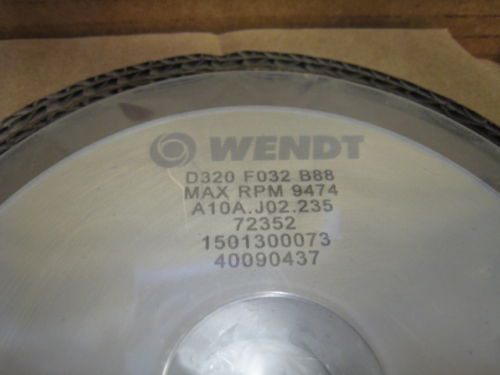 WENDT
D320 F032 B88
MAX RPM 9474
A10A.J02.235
72352
1501300073
40090437